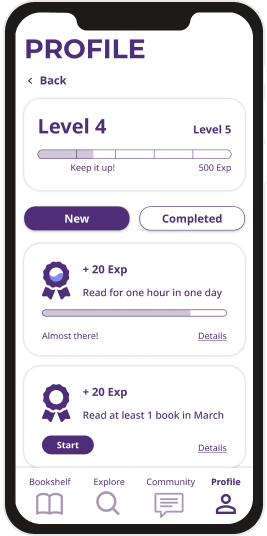 PROFILE
Back
Level 4
Level 5
Keep it up!
500 Exp
New
Completed
+ 20 Exp
Read for one hour in one day
Almost there!
Details
+ 20 Exp
Read at least 1 book in March
Start
Details
Bookshelf
Explore
Community
Profile